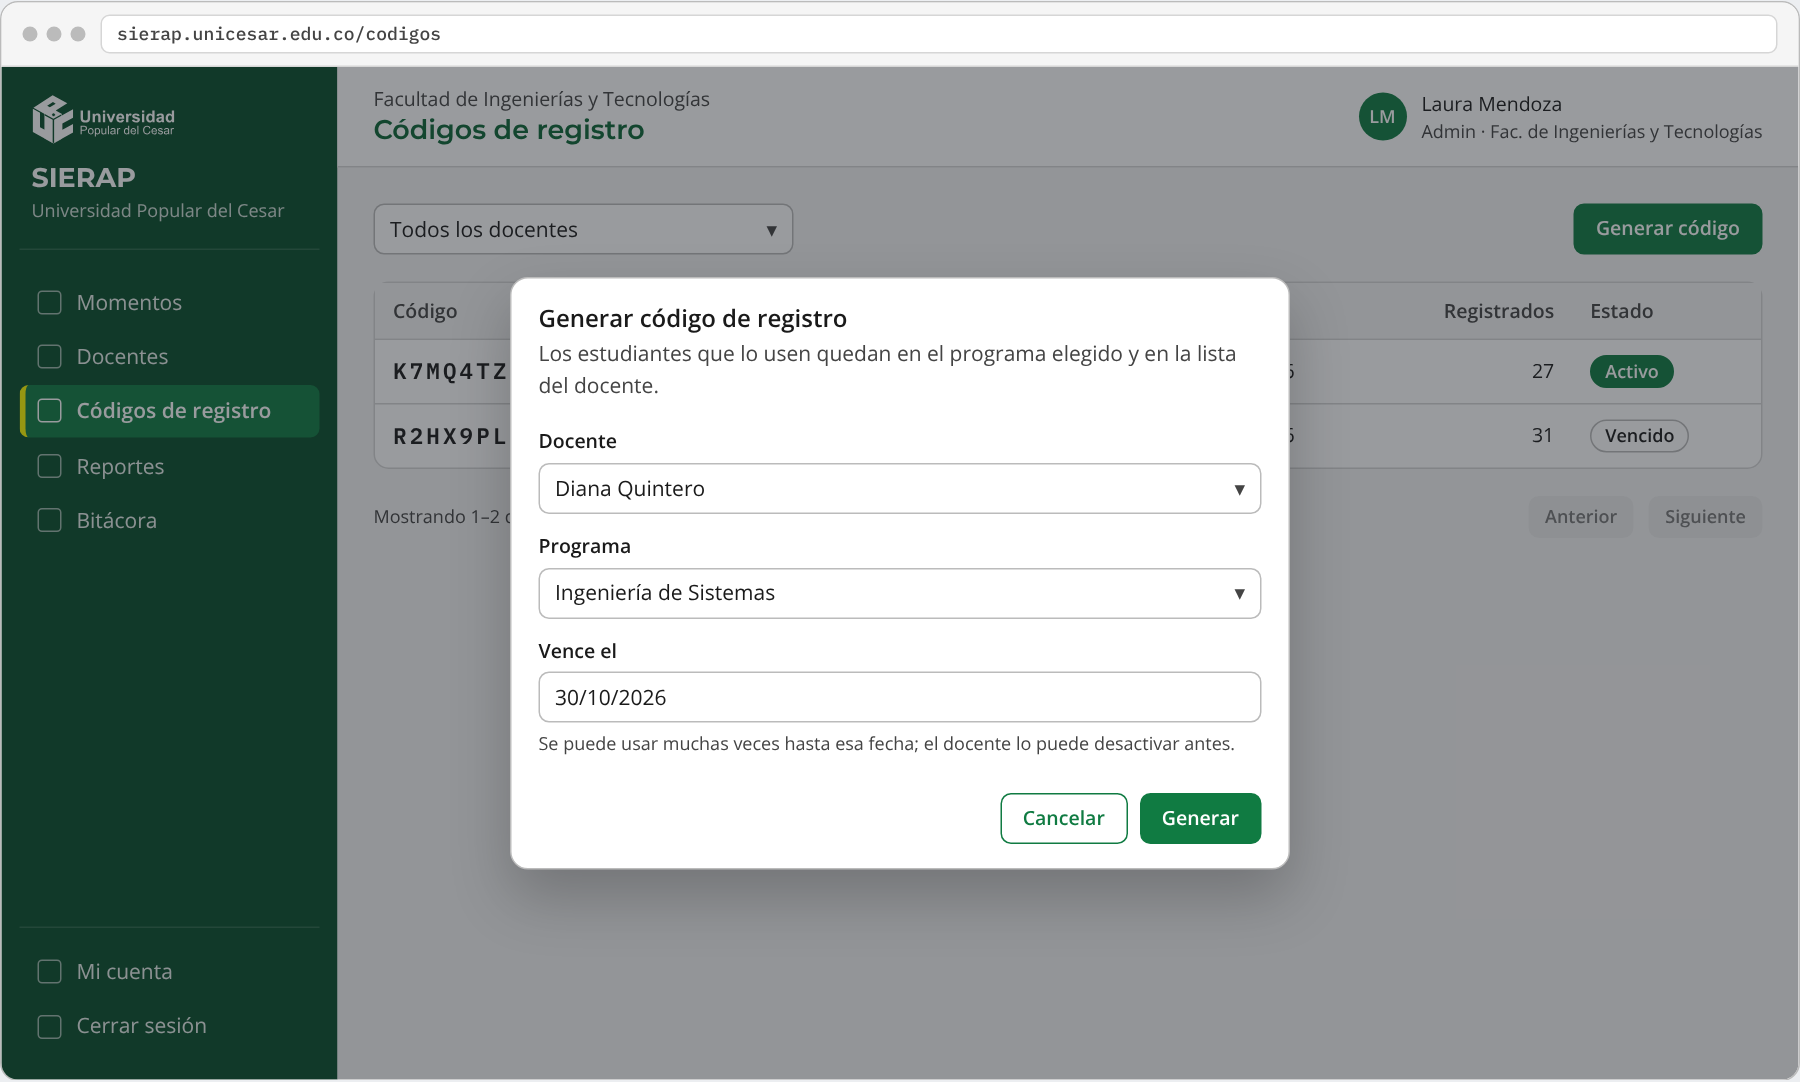 sierap.unicesar.edu.co/codigos
Universidad
Popular del Cesar
SIERAP
Universidad Popular del Cesar
Momentos
Docentes
Códigos de registro
Reportes
Bitácora
Mi cuenta
Cerrar sesión
Facultad de Ingenierías y Tecnologías
Códigos de registro
LM
Laura Mendoza
Admin · Fac. de Ingenierías y Tecnologías
Todos los docentes ▼
Generar código
Código Registrados Estado
K7MQ4TZ 27 Activo
R2HX9PL 31 Vencido
Mostrando 1–2
Anterior Siguiente
Generar código de registro
Los estudiantes que lo usen quedan en el programa elegido y en la lista
del docente.
Docente
Diana Quintero ▼
Programa
Ingeniería de Sistemas ▼
Vence el
30/10/2026
Se puede usar muchas veces hasta esa fecha; el docente lo puede desactivar antes.
Cancelar Generar